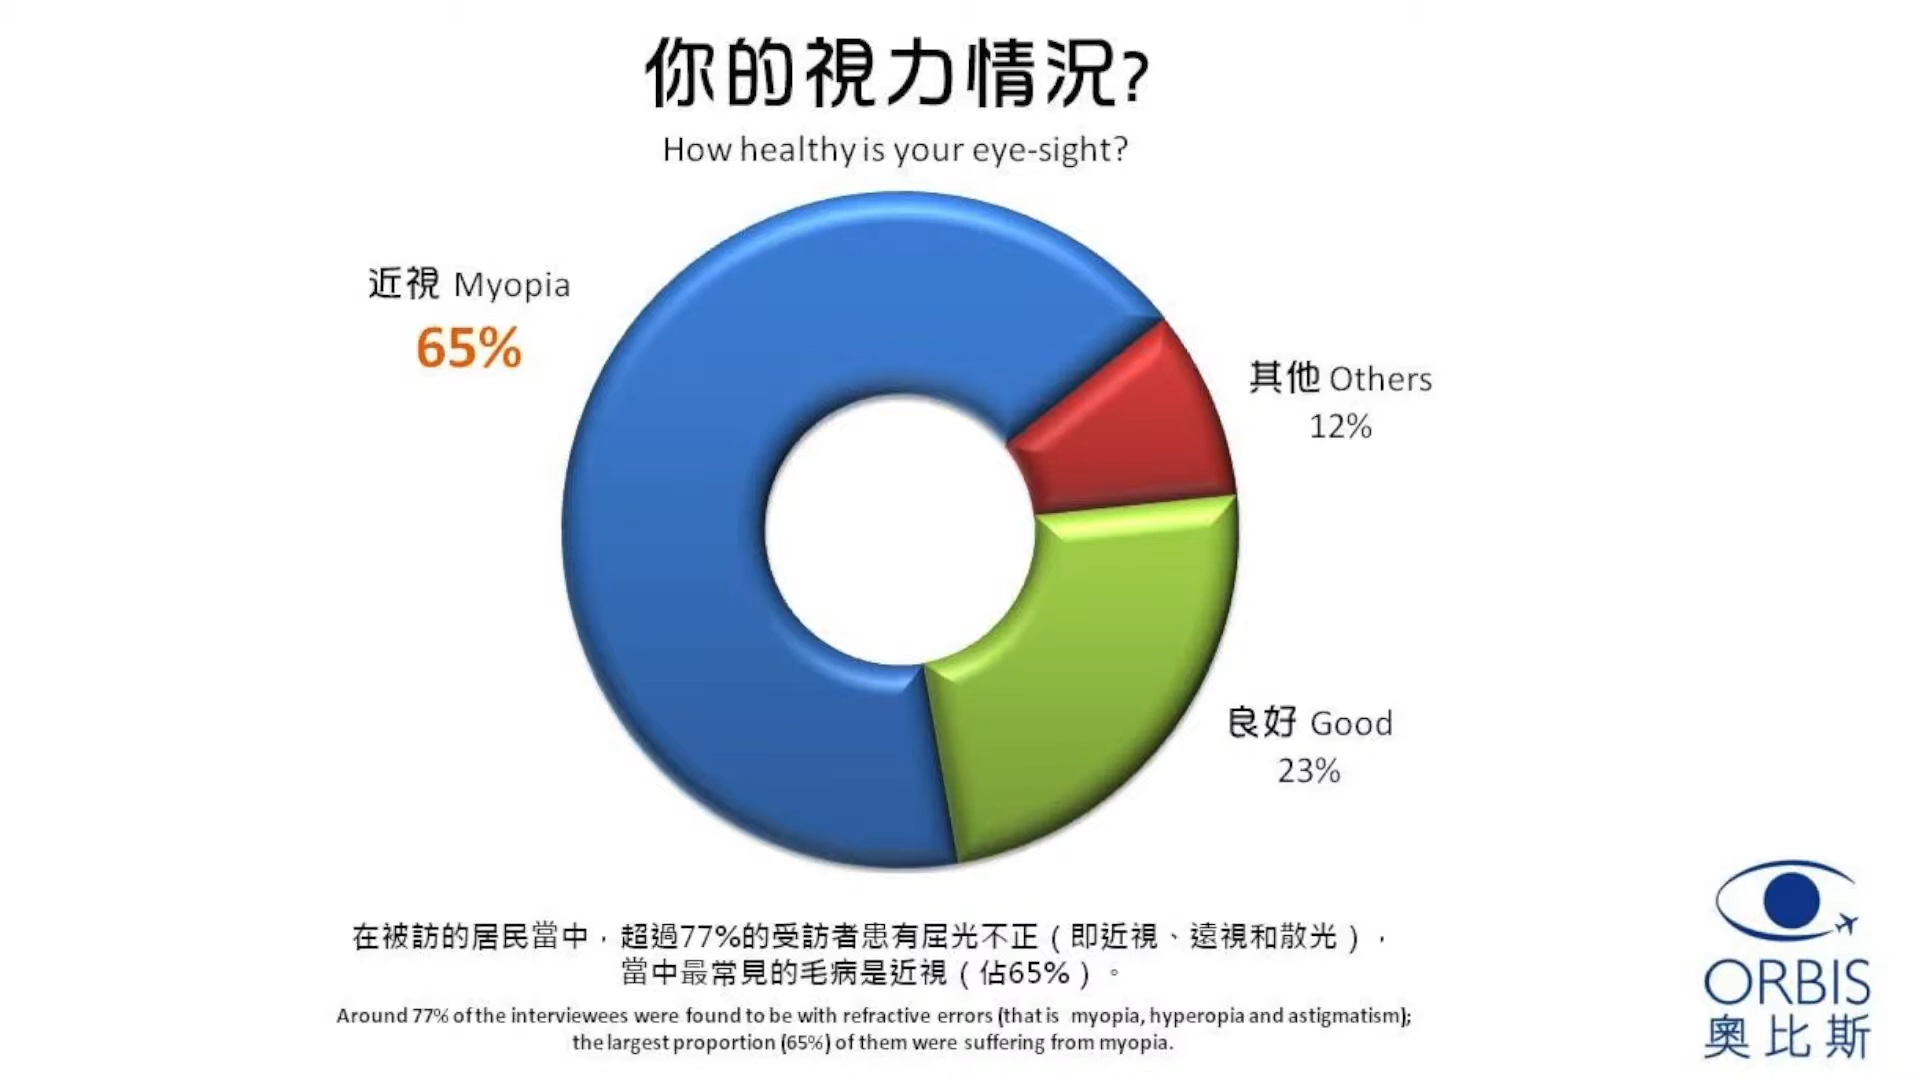 你的視力情況?
How healthy is your eye-sight?
近視 Myopia
65%
其他 Others
12%
良好 Good
23%
在被訪的居民當中，超過77%的受訪者患有屈光不正（即近視、遠視和散光），
當中最常見的毛病是近視（佔65%）。
Around 77% of the interviewees were found to be with refractive errors (that is myopia, hyperopia and astigmatism);
the largest proportion (65%) of them were suffering from myopia.
ORBIS
奧比斯